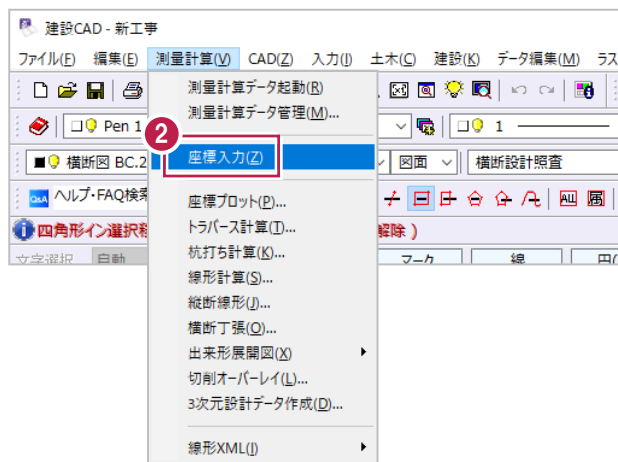 建設CAD - 新工事
ファイル(F) 編集(E) 測量計算(V) CAD(Z) 入力(I) 土木(C) 建設(K) データ編集(M) ラス
測量計算データ起動(R)
測量計算データ管理(M)...
Pen 1
1
2
座標入力(Z)
横断図 BC.2
図面
横断設計照査
Q&A ヘルプ・FAQ検索
座標プロット(P)...
ALL 属
トラバース計算(T)...
四角形イン選択移
解除 )
杭打ち計算(K)...
文字選択 自動
マーク 線 円(
線形計算(S)...
縦断線形(J)...
横断丁張(O)...
出来形展開図(X)
切削オーバーレイ(L)...
3次元設計データ作成(D)...
線形XML(J)